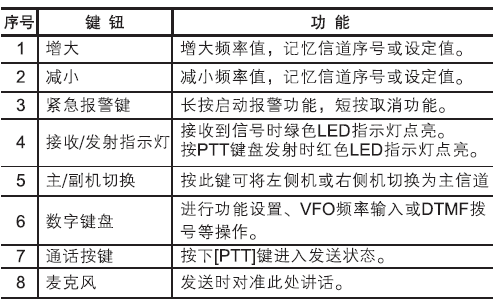 序号 键 钮 功 能
1 增大 增大频率值，记忆信道序号或设定值。
2 减小 减小频率值，记忆信道序号或设定值。
3 紧急报警键 长按启动报警功能，短按取消功能。
4 接收/发射指示灯 接收到信号时绿色LED指示灯点亮。
按PTT键盘发射时红色LED指示灯点亮。
5 主/副机切换 按此键可将左侧机或右侧机切换为主信道
6 数字键盘 进行功能设置、VFO频率输入或DTMF拨
号等操作。
7 通话按键 按下[PTT]键进入发送状态。
8 麦克风 发送时对准此处讲话。